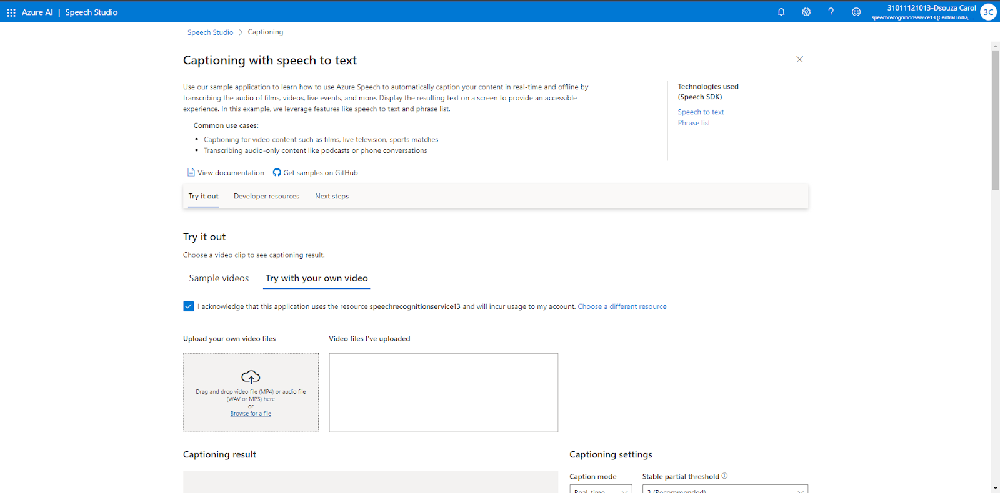 Azure AI | Speech Studio
31011121013-Dsouza Carol
speechrecognitionservice13 (Central India, ...
3C
Speech Studio > Captioning
Captioning with speech to text
Use our sample application to learn how to use Azure Speech to automatically caption your content in real-time and offline by
transcribing the audio of films, videos, live events, and more. Display the resulting text on a screen to provide an accessible
experience. In this example, we leverage features like speech to text and phrase list.
Common use cases:
• Captioning for video content such as films, live television, sports matches
• Transcribing audio-only content like podcasts or phone conversations
Technologies used
(Speech SDK)
Speech to text
Phrase list
View documentation Get samples on GitHub
Try it out Developer resources Next steps
Try it out
Choose a video clip to see captioning result.
Sample videos Try with your own video
I acknowledge that this application uses the resource speechrecognitionservice13 and will incur usage to my account. Choose a different resource
Upload your own video files Video files I've uploaded
Drag and drop video file (MP4) or audio file
(WAV or MP3) here
or
Browse for a file
Captioning result Captioning settings
Caption mode Stable partial threshold
Real-time 3 (Recommended)